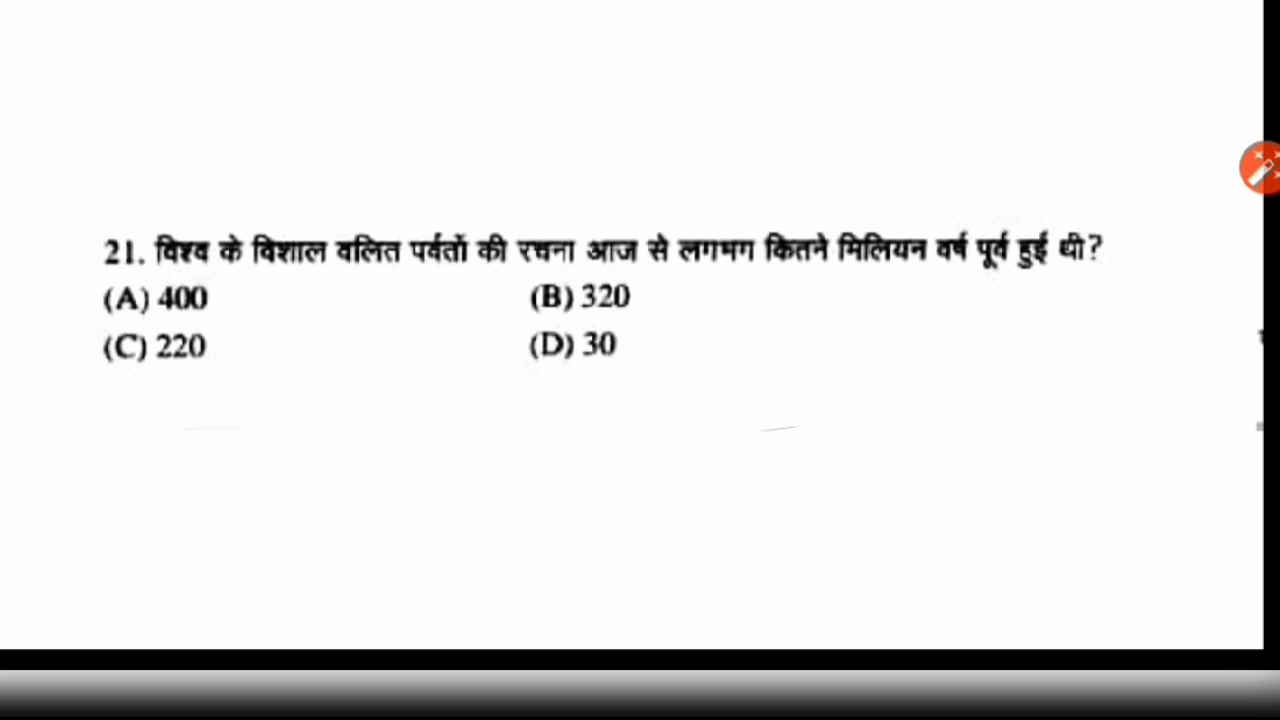 21. विश्व के विशाल वलित पर्वतों की रचना आज से लगभग कितने मिलियन वर्ष पूर्व हुई थी?
(A) 400 (B) 320
(C) 220 (D) 30